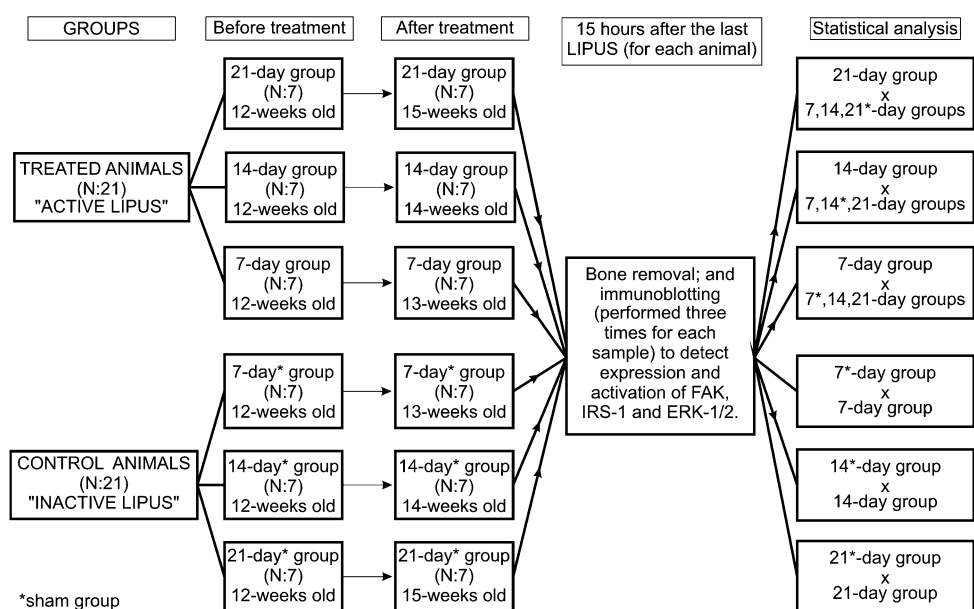 GROUPS
Before treatment
After treatment
15 hours after the last
LIPUS (for each animal)
Statistical analysis
TREATED ANIMALS
(N:21)
"ACTIVE LIPUS"
21-day group
(N:7)
12-weeks old
21-day group
(N:7)
15-weeks old
14-day group
(N:7)
12-weeks old
14-day group
(N:7)
14-weeks old
7-day group
(N:7)
12-weeks old
7-day group
(N:7)
13-weeks old
CONTROL ANIMALS
(N:21)
"INACTIVE LIPUS"
7-day* group
(N:7)
12-weeks old
7-day* group
(N:7)
13-weeks old
14-day* group
(N:7)
12-weeks old
14-day* group
(N:7)
14-weeks old
21-day* group
(N:7)
12-weeks old
21-day* group
(N:7)
15-weeks old
Bone removal; and
immunoblotting
(performed three
times for each
sample) to detect
expression and
activation of FAK,
IRS-1 and ERK-1/2.
21-day group
x
7,14,21*-day groups
14-day group
x
7,14*,21-day groups
7-day group
x
7*,14,21-day groups
7*-day group
x
7-day group
14*-day group
x
14-day group
21*-day group
x
21-day group
*sham group